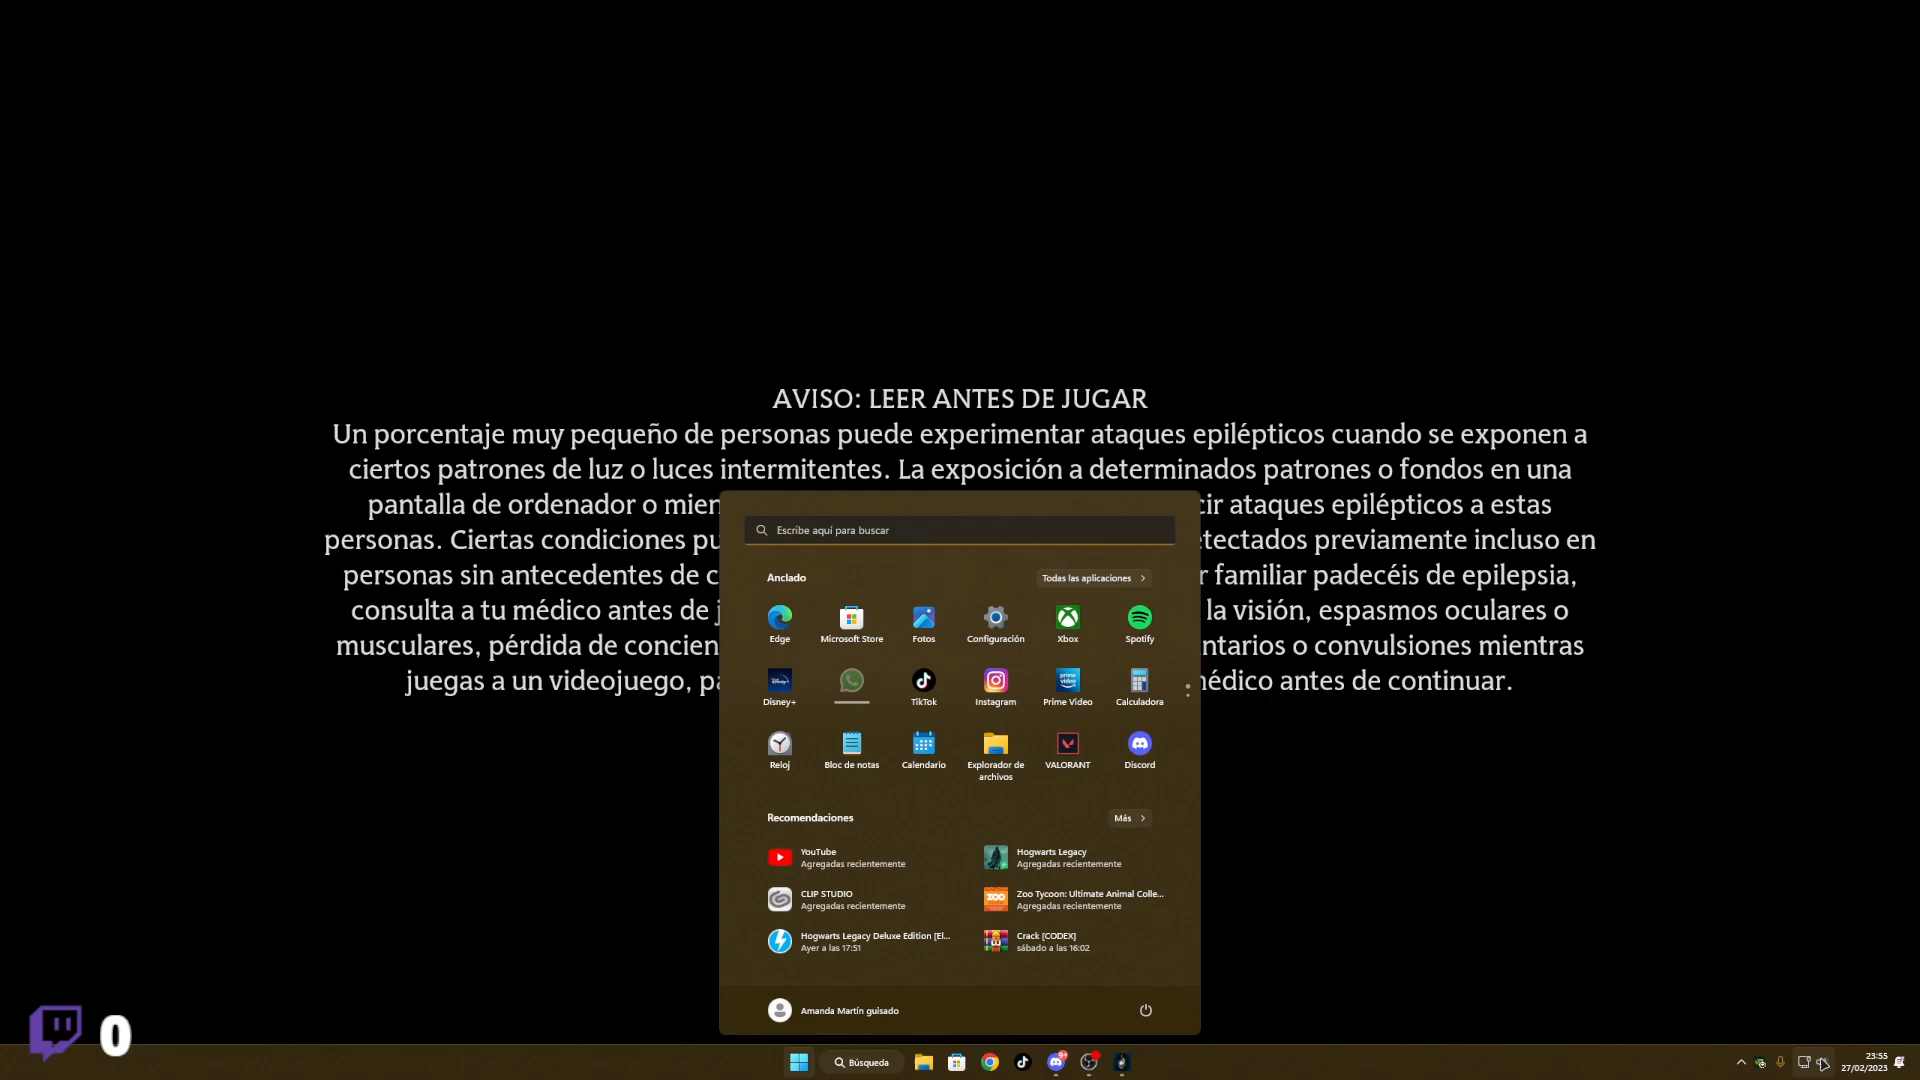 AVISO: LEER ANTES DE JUGAR
Un porcentaje muy pequeño de personas puede experimentar ataques epilépticos cuando se exponen a
ciertos patrones de luz o luces intermitentes. La exposición a determinados patrones o fondos en una
pantalla de ordenador o mien
cir ataques epilépticos a estas
personas. Ciertas condiciones pu
etectados previamente incluso en
personas sin antecedentes de c
r familiar padecéis de epilepsia,
consulta a tu médico antes de j
la visión, espasmos oculares o
musculares, pérdida de concien
ntarios o convulsiones mientras
juegas a un videojuego, pa
médico antes de continuar.
Escribe aquí para buscar
Anclado
Todas las aplicaciones
Edge
Microsoft Store
Fotos
Configuración
Xbox
Spotify
Disney+
Disney+
TikTok
Instagram
prime video
Prime Video
Calculadora
Reloj
Bloc de notas
Calendario
Explorador de
archivos
VALORANT
Discord
Recomendaciones
Más
YouTube
Agregadas recientemente
Hogwarts Legacy
Agregadas recientemente
CLIP STUDIO
Agregadas recientemente
ZOO
Zoo Tycoon: Ultimate Animal Colle...
Agregadas recientemente
Hogwarts Legacy Deluxe Edition [El...
Ayer a las 17:51
Crack [CODEX]
sábado a las 16:02
Amanda Martín guisado
0
Búsqueda
9+
23:55
27/02/2023